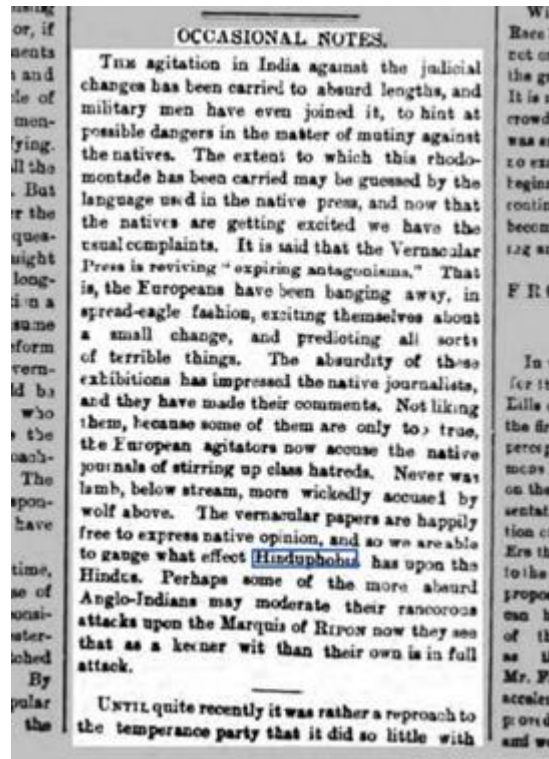 OCCASIONAL NOTES.
THE agitation in India against the judicial
changes has been carried to absurd lengths, and
military men have even joined it, to hint at
possible dangers in the matter of mutiny against
the natives. The extent to which this rhodo-
montade has been carried may be guessed by the
language used in the native press, and now that
the natives are getting excited we have the
usual complaints. It is said that the Vernacular
Press is reviving "expiring antagonisms." That
is, the Europeans have been banging away, in
spread-eagle fashion, exciting themselves about
a small change, and predicting all sorts
of terrible things. The absurdity of these
exhibitions has impressed the native journalists,
and they have made their comments. Not liking
them, because some of them are only too true,
the European agitators now accuse the native
journals of stirring up class hatreds. Never was
lamb, below stream, more wickedly accused by
wolf above. The vernacular papers are happily
free to express native opinion, and so we are able
to gauge what effect Hinduphobia has upon the
Hindus. Perhaps some of the more absurd
Anglo-Indians may moderate their rancorous
attacks upon the Marquis of RIPON now they see
that as a keener wit than their own is in full
attack.
UNTIL quite recently it was rather a reproach to
the temperance party that it did so little with